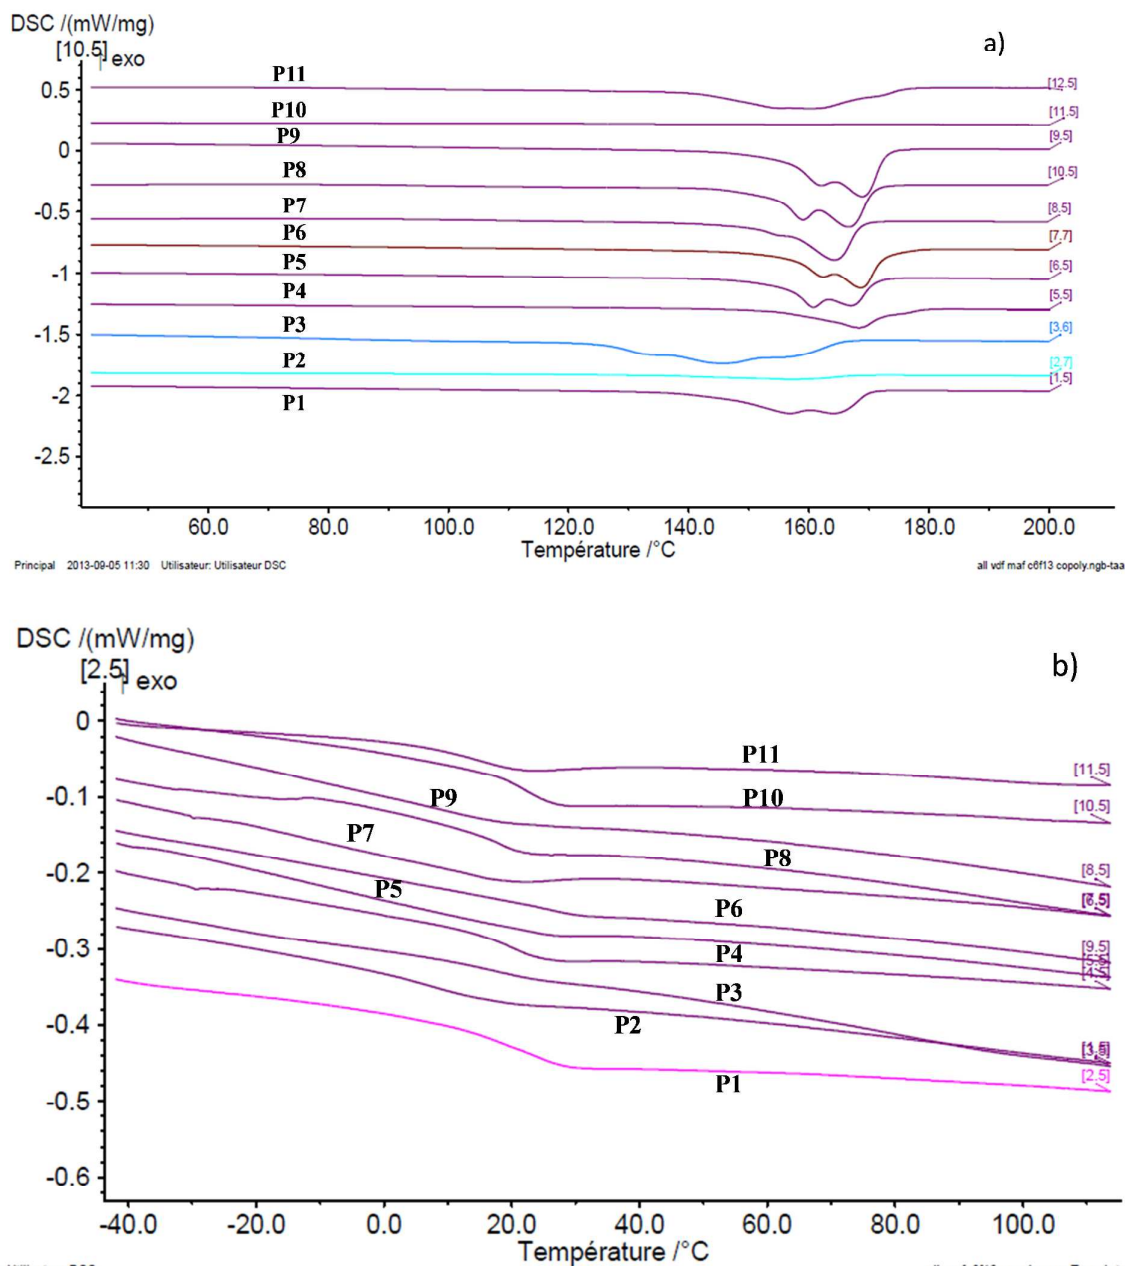 DSC /(mW/mg)
[10.5]
↑ exo
a)
0.5
P11
[12.5]
P10
[11.5]
P9
[9.5]
0
P8
[10.5]
-0.5
P7
[8.5]
P6
[7.7]
-1
P5
[6.5]
P4
[5.5]
-1.5
P3
[3.6]
P2
[2.7]
[1.5]
-2
P1
-2.5
60.0 80.0 100.0 120.0 140.0 160.0 180.0 200.0
Température /°C
Principal 2013-09-05 11:30 Utilisateur: Utilisateur DSC
all vdf maf c6f13 copoly.ngb-taa
DSC /(mW/mg)
[2.5]
↑ exo
b)
0
P11
[11.5]
-0.1
P9
P10
[10.5]
P7
P8
-0.2
[8.5]
P5
[6.5]
P6
-0.3
P4
[9.5]
P3
-0.4
P2
[2.5]
P1
-0.5
-0.6
-40.0 -20.0 0.0 20.0 40.0 60.0 80.0 100.0
Température /°C